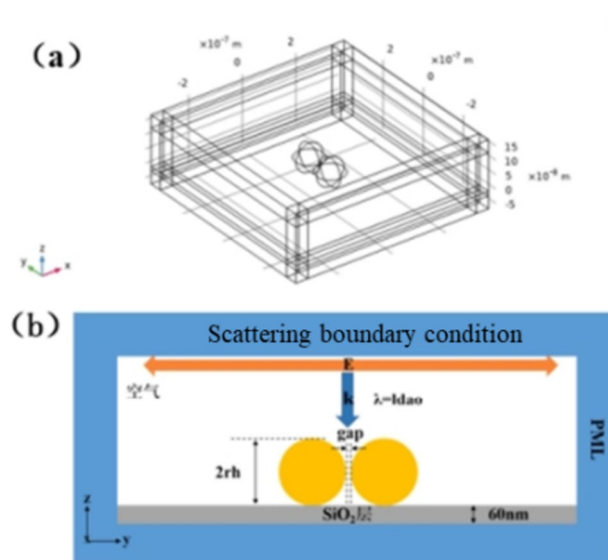 (a)
×10⁻⁷ m
2
0
-2
2
×10⁻⁷ m
0
-2
15
10
5
×10⁻⁸ m
0
-5
z
y
x
(b)
Scattering boundary condition
E
空气
k
λ=ldao
gap
PML
2rh
z
SiO₂层
60nm
y